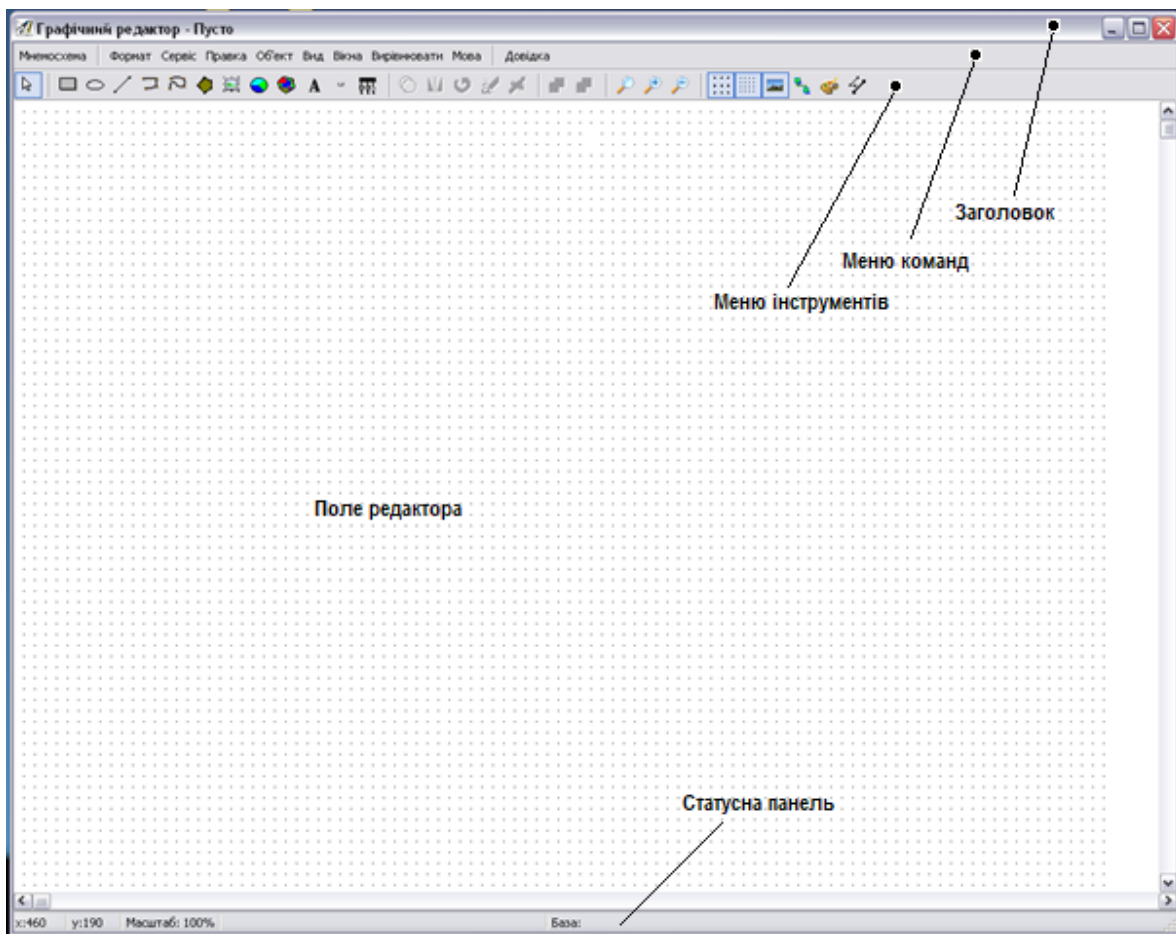 Графічний редактор - Пусто
Мнемосхема Формат Сервіс Правка Об'єкт Вид Вікна Вирівнювати Мова Довідка
Заголовок
Меню команд
Меню інструментів
Поле редактора
Статусна панель
x:460 y:190 Масштаб: 100% База: